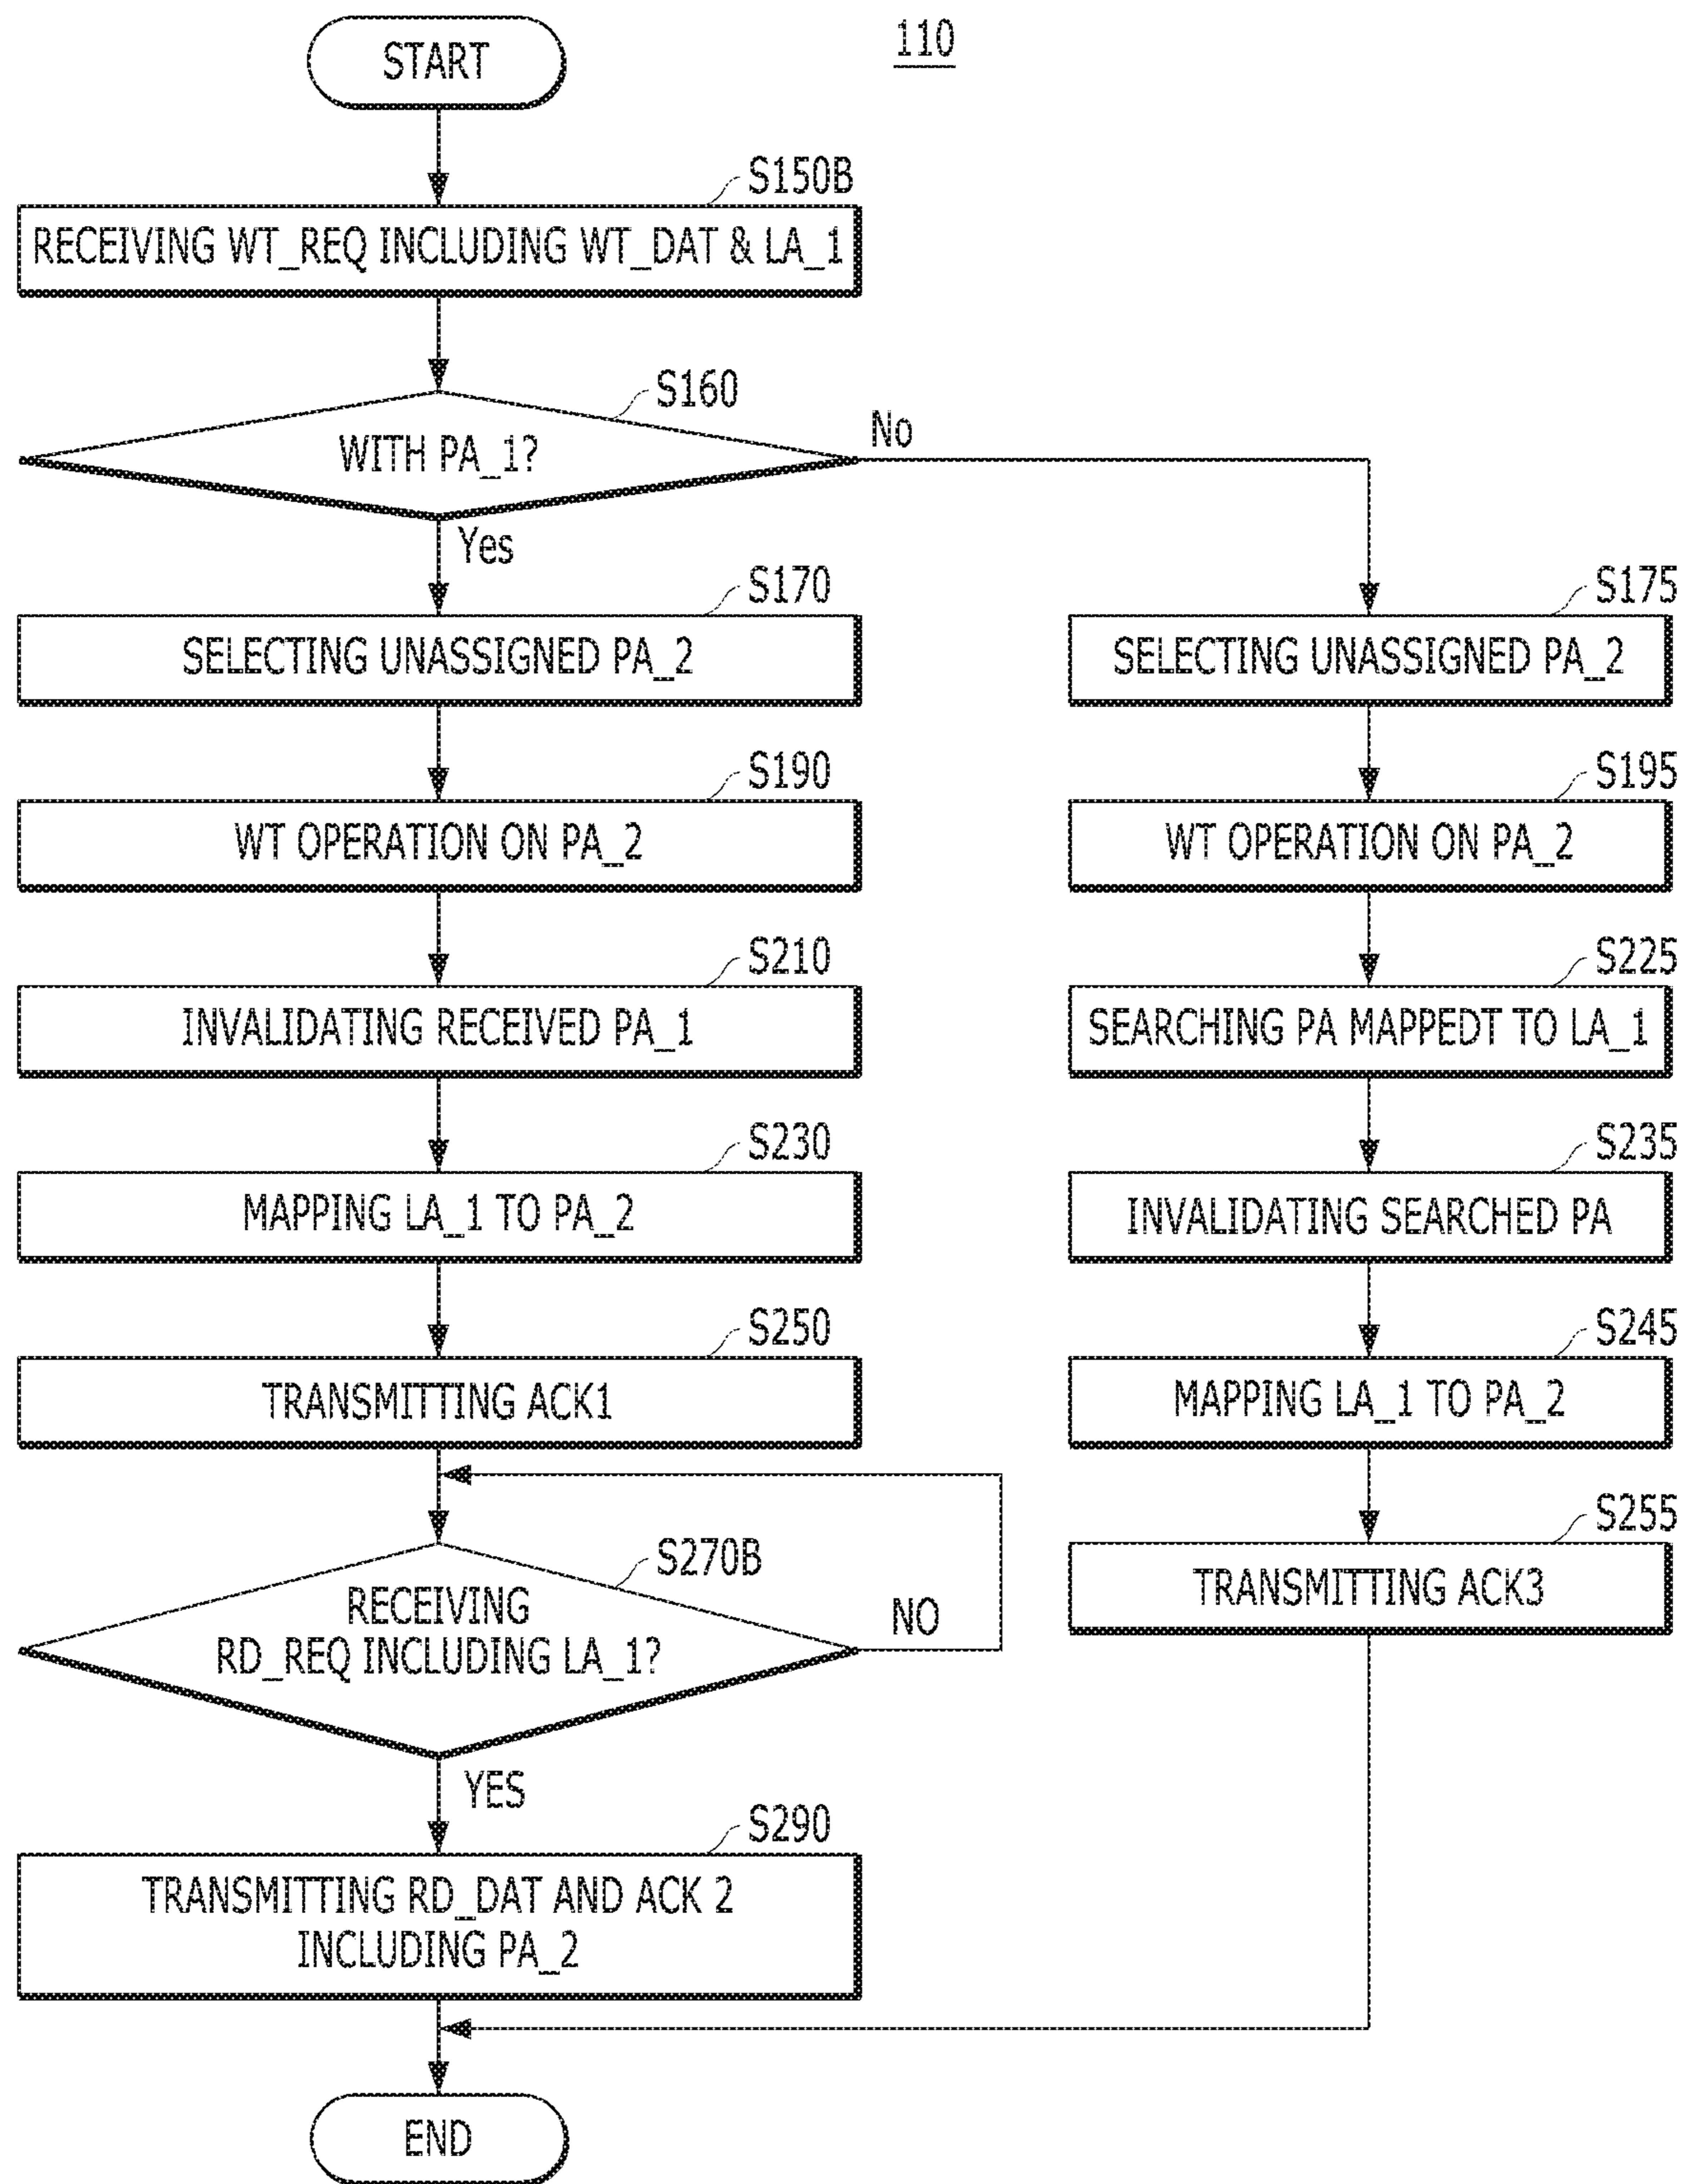 110
START
S150B
RECEIVING WT_REQ INCLUDING WT_DAT & LA_1
S160
WITH PA_1?
No
Yes
S170
SELECTING UNASSIGNED PA_2
S175
SELECTING UNASSIGNED PA_2
S190
WT OPERATION ON PA_2
S195
WT OPERATION ON PA_2
S210
INVALIDATING RECEIVED PA_1
S225
SEARCHING PA MAPPEDT TO LA_1
S230
MAPPING LA_1 TO PA_2
S235
INVALIDATING SEARCHED PA
S250
TRANSMITTING ACK1
S245
MAPPING LA_1 TO PA_2
S270B
RECEIVING
RD_REQ INCLUDING LA_1?
NO
YES
S255
TRANSMITTING ACK3
S290
TRANSMITTING RD_DAT AND ACK 2
INCLUDING PA_2
END